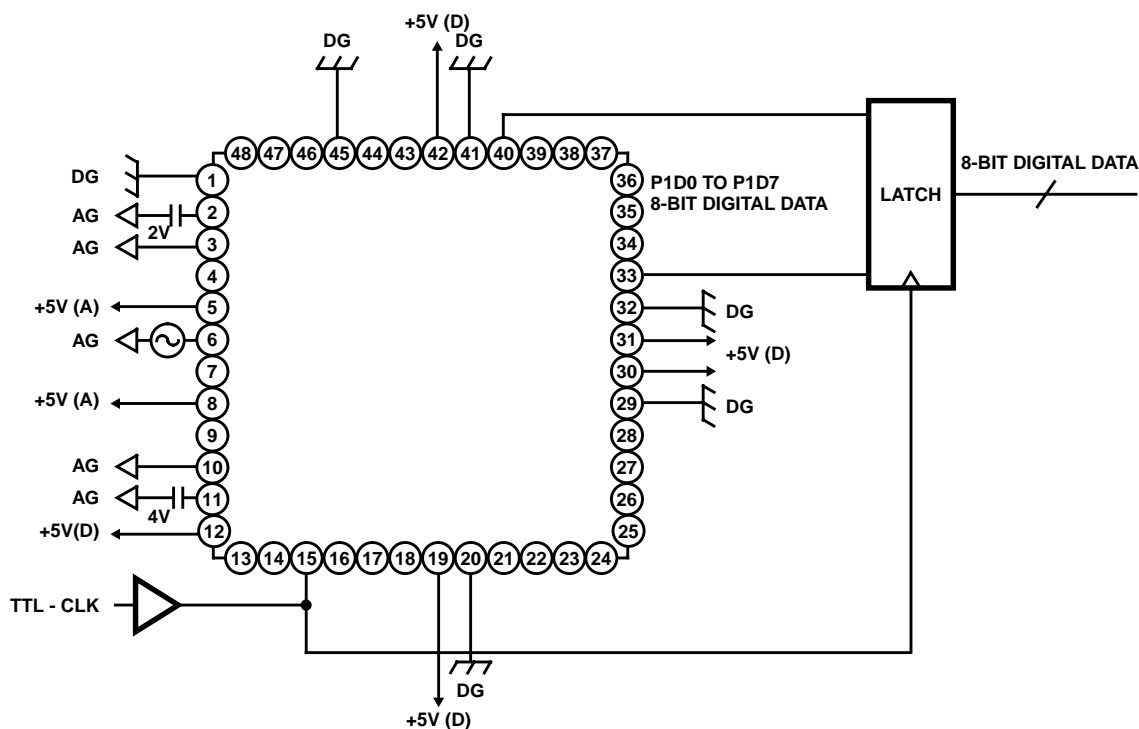 +5V (D)
DG
DG
48 47 46 45 44 43 42 41 40 39 38 37
DG
1
AG
2V
2
AG
3
4
+5V (A)
5
AG
6
7
+5V (A)
8
9
AG
10
AG
4V
11
+5V(D)
12
36
P1D0 TO P1D7
8-BIT DIGITAL DATA
35
34
33
32
DG
31
+5V (D)
30
29
DG
28
27
26
25
LATCH
8-BIT DIGITAL DATA
13 14 15 16 17 18 19 20 21 22 23 24
TTL - CLK
DG
+5V (D)